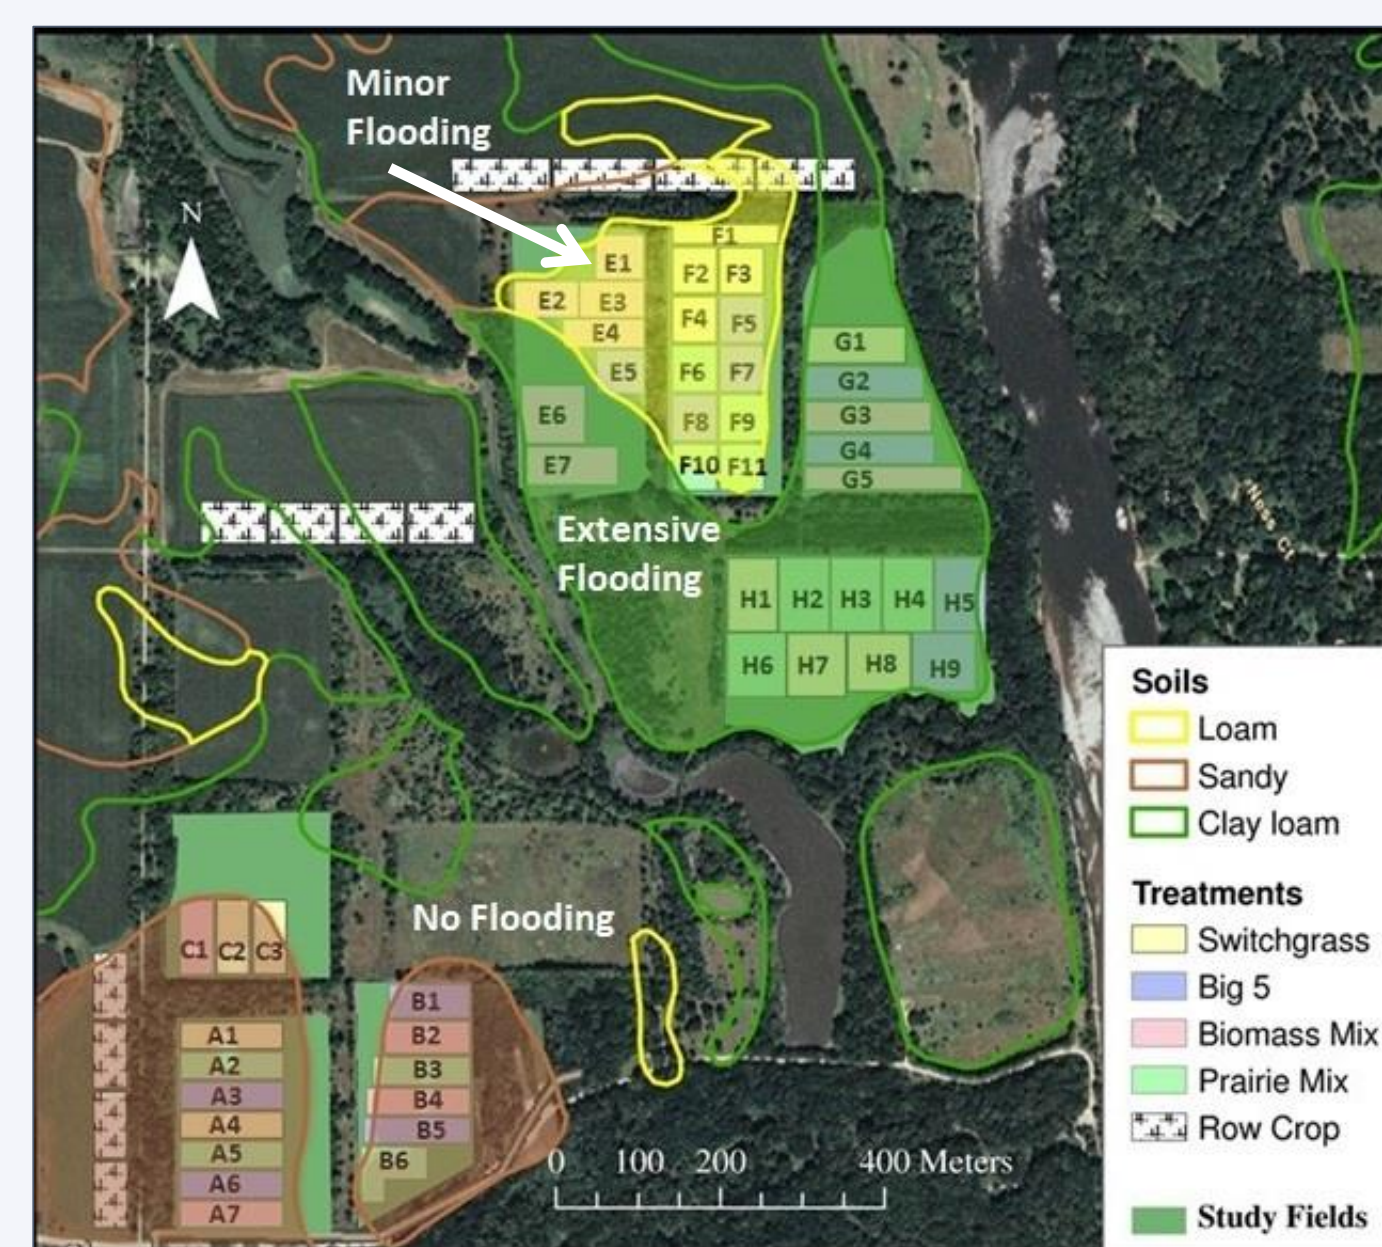 Minor
Flooding
N
E1
E2
E3
E4
E5
E6
E7
F1
F2
F3
F4
F5
F6
F7
F8
F9
F10
F11
G1
G2
G3
G4
G5
Extensive
Flooding
H1
H2
H3
H4
H5
H6
H7
H8
H9
Ness Ct
No Flooding
C1
C2
C3
A1
A2
A3
A4
A5
A6
A7
B1
B2
B3
B4
B5
B6
0 100 200 400 Meters
Soils
Loam
Sandy
Clay loam
Treatments
Switchgrass
Big 5
Biomass Mix
Prairie Mix
Row Crop
Study Fields